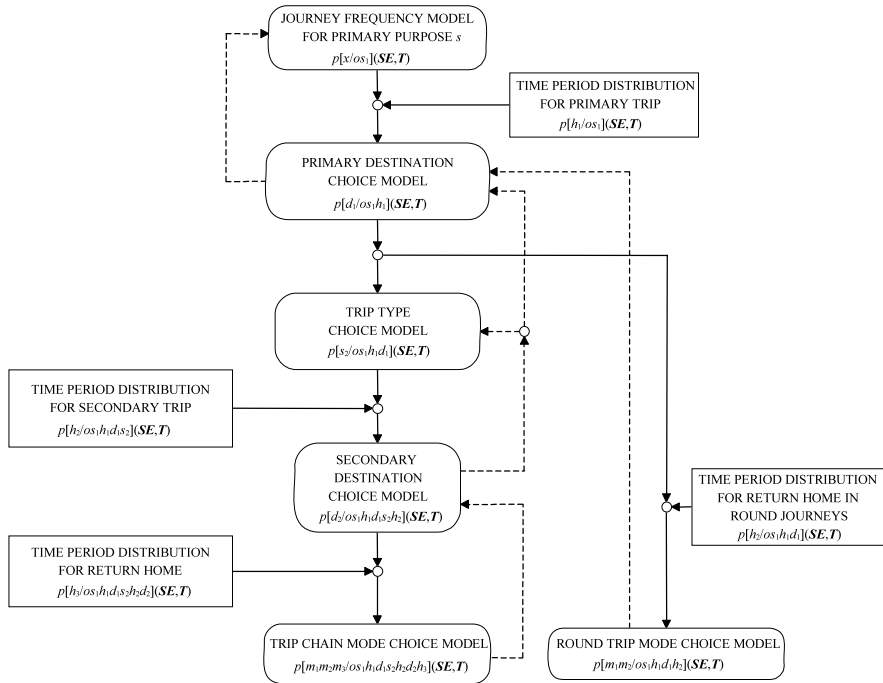 JOURNEY FREQUENCY MODEL
FOR PRIMARY PURPOSE s
p[x/os₁](SE,T)
TIME PERIOD DISTRIBUTION
FOR PRIMARY TRIP
p[h₁/os₁](SE,T)
PRIMARY DESTINATION
CHOICE MODEL
p[d₁/os₁h₁](SE,T)
TRIP TYPE
CHOICE MODEL
p[s₂/os₁h₁d₁](SE,T)
TIME PERIOD DISTRIBUTION
FOR SECONDARY TRIP
p[h₂/os₁h₁d₁s₂](SE,T)
SECONDARY
DESTINATION
CHOICE MODEL
p[d₂/os₁h₁d₁s₂h₂](SE,T)
TIME PERIOD DISTRIBUTION
FOR RETURN HOME IN
ROUND JOURNEYS
p[h₂/os₁h₁d₁](SE,T)
TIME PERIOD DISTRIBUTION
FOR RETURN HOME
p[h₃/os₁h₁d₁s₂h₂d₂](SE,T)
TRIP CHAIN MODE CHOICE MODEL
p[m₁m₂m₃/os₁h₁d₁s₂h₂d₂h₃](SE,T)
ROUND TRIP MODE CHOICE MODEL
p[m₁m₂/os₁h₁d₁h₂](SE,T)